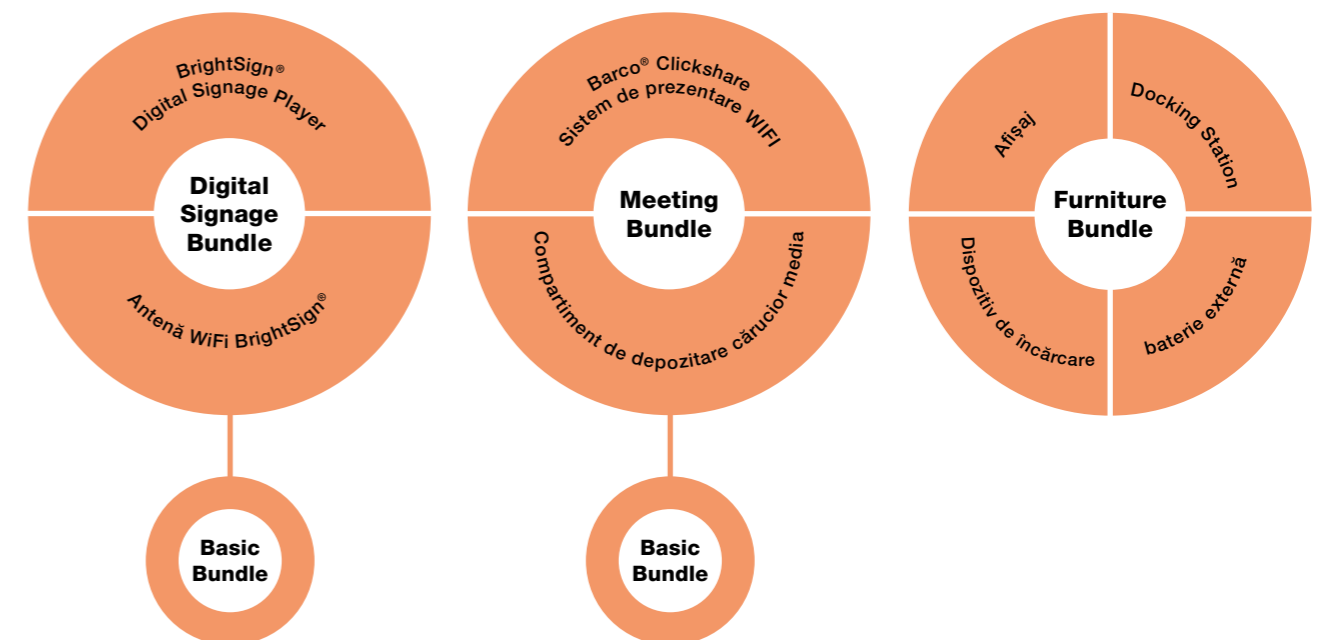 BrightSign®
Digital Signage Player
Digital
Signage
Bundle
Antenă WiFi BrightSign®
Basic
Bundle
Barco® Clickshare
Sistem de prezentare WIFI
Meeting
Bundle
Compartiment de depozitare cărucior media
Basic
Bundle
Afișaj
Docking Station
Furniture
Bundle
Dispozitiv de încărcare
baterie externă